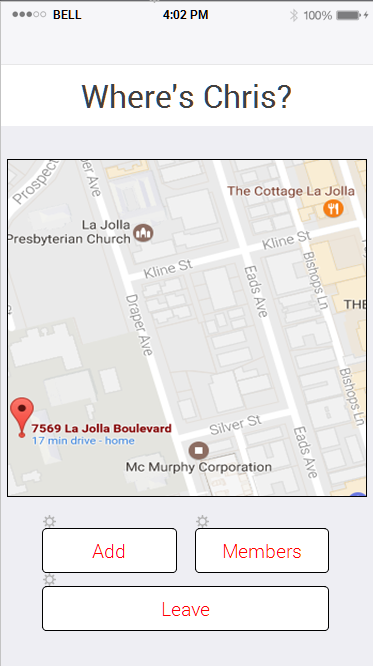 BELL 4:02 PM 100%
Where's Chris?
Prospect
Draper Ave
The Cottage La Jolla
La Jolla
Presbyterian Church
Kline St
Kline St
Bishops Ln
Eads Ave
Draper Ave
THE
Bishops Ln
7569 La Jolla Boulevard
17 min drive - home
Silver St
Eads Ave
Mc Murphy Corporation
Add Members
Leave